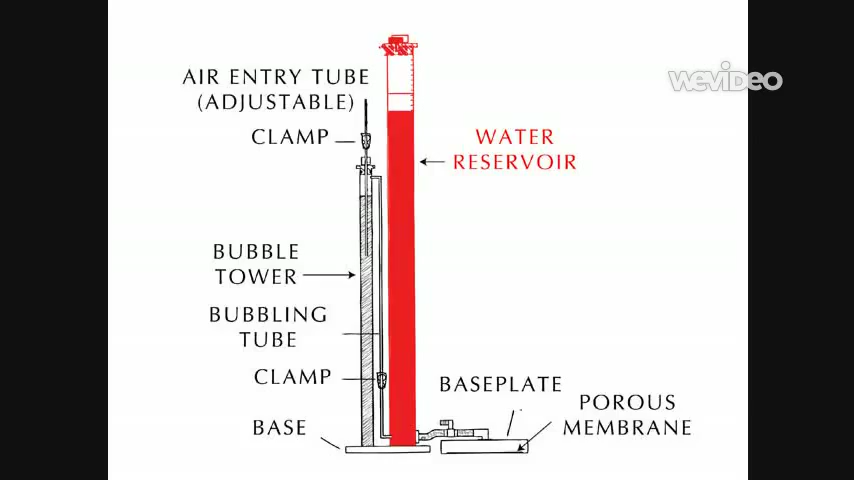 wevideo
AIR ENTRY TUBE
(ADJUSTABLE)
CLAMP
WATER
RESERVOIR
BUBBLE
TOWER
BUBBLING
TUBE
CLAMP
BASEPLATE
POROUS
MEMBRANE
BASE